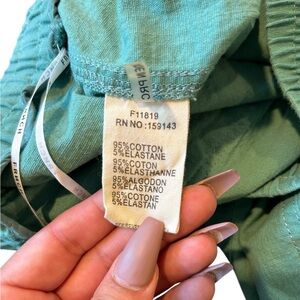 F11819
RN NO :159143
95%COTTON
5%ELASTANE
95%COTON
5%ELASTHANNE
95%ALGODON
5%ELASTANO
95%COTONE
5%ELASTAN